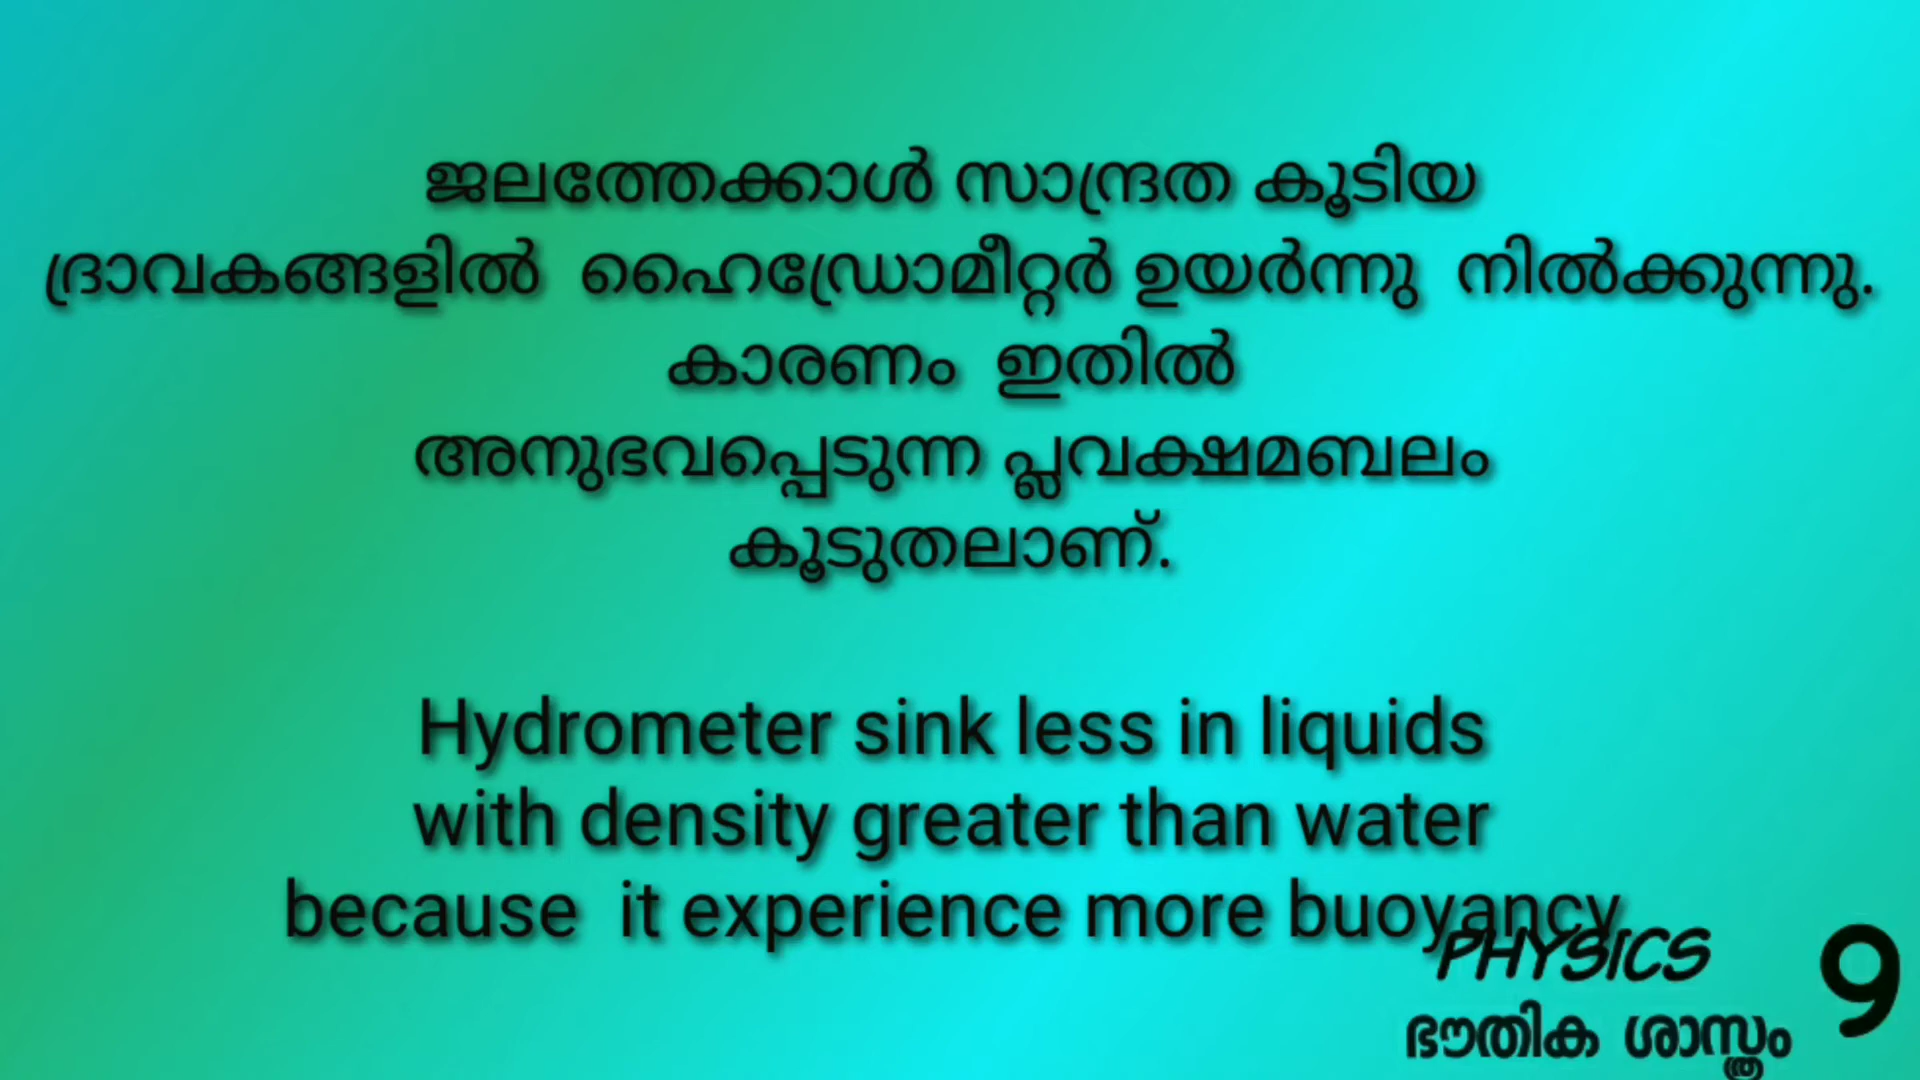 ജലത്തേക്കാൾ സാന്ദ്രത കൂടിയ
ദ്രാവകങ്ങളിൽ ഹൈഡ്രോമീറ്റർ ഉയർന്നു നിൽക്കുന്നു.
കാരണം ഇതിൽ
അനുഭവപ്പെടുന്ന പ്ലവക്ഷമബലം
കൂടുതലാണ്.
Hydrometer sink less in liquids
with density greater than water
because it experience more buoyancy
PHYSICS
ഭൗതിക ശാസ്ത്രം
9